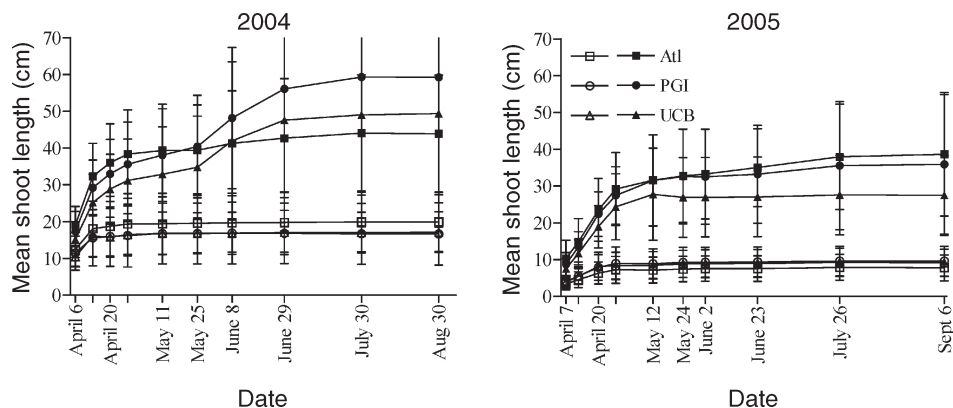 2004
Mean shoot length (cm)
70
60
50
40
30
20
10
0
April 6
April 20
May 11
May 25
June 8
June 29
July 30
Aug 30
Date
2005
Mean shoot length (cm)
70
60
50
40
30
20
10
0
Atl
PGI
UCB
April 7
April 20
May 12
May 24
June 2
June 23
July 26
Sept 6
Date